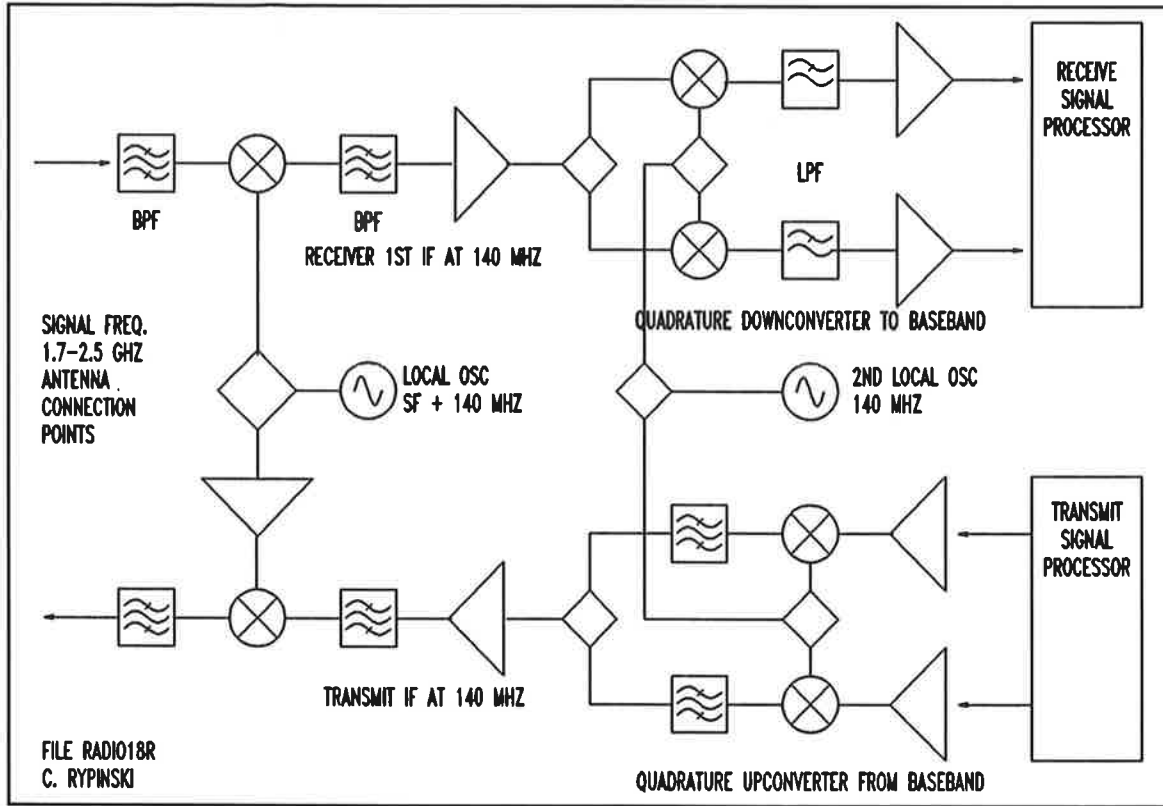 BPF
BPF
RECEIVER 1ST IF AT 140 MHZ
LPF
RECEIVE
SIGNAL
PROCESSOR
QUADRATURE DOWNCONVERTER TO BASEBAND
SIGNAL FREQ.
1.7-2.5 GHZ
ANTENNA
CONNECTION
POINTS
LOCAL OSC
SF + 140 MHZ
2ND LOCAL OSC
140 MHZ
TRANSMIT
SIGNAL
PROCESSOR
TRANSMIT IF AT 140 MHZ
QUADRATURE UPCONVERTER FROM BASEBAND
FILE RADIO18R
C. RYPINSKI